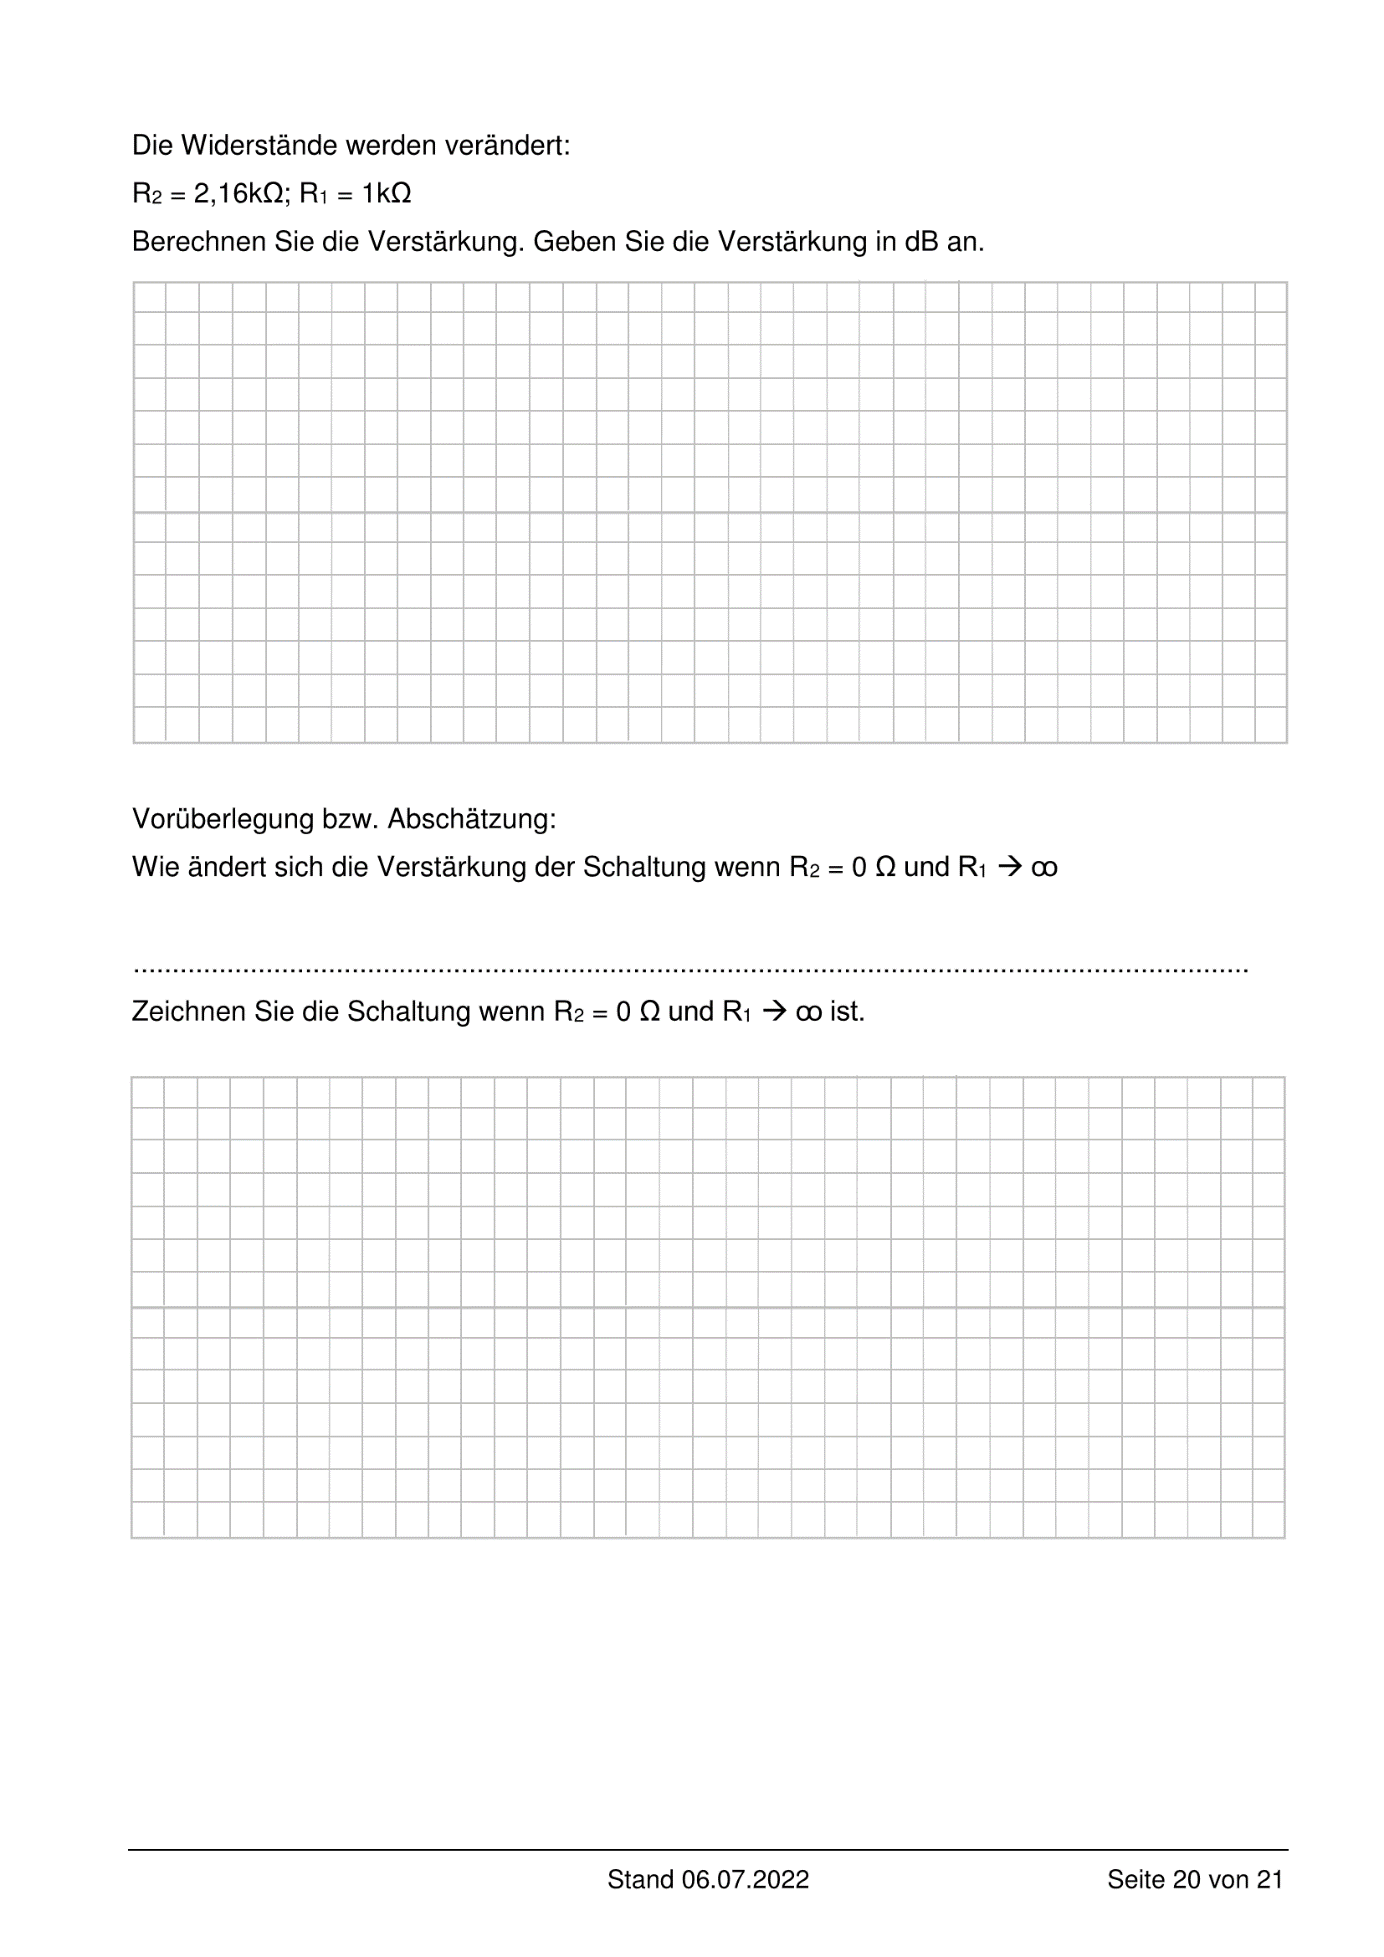 Die Widerstände werden verändert:
R₂ = 2,16kΩ; R₁ = 1kΩ
Berechnen Sie die Verstärkung. Geben Sie die Verstärkung in dB an.
Vorüberlegung bzw. Abschätzung:
Wie ändert sich die Verstärkung der Schaltung wenn R₂ = 0 Ω und R₁ → ∞
................................................................................................................................................
Zeichnen Sie die Schaltung wenn R₂ = 0 Ω und R₁ → ∞ ist.
Stand 06.07.2022 Seite 20 von 21